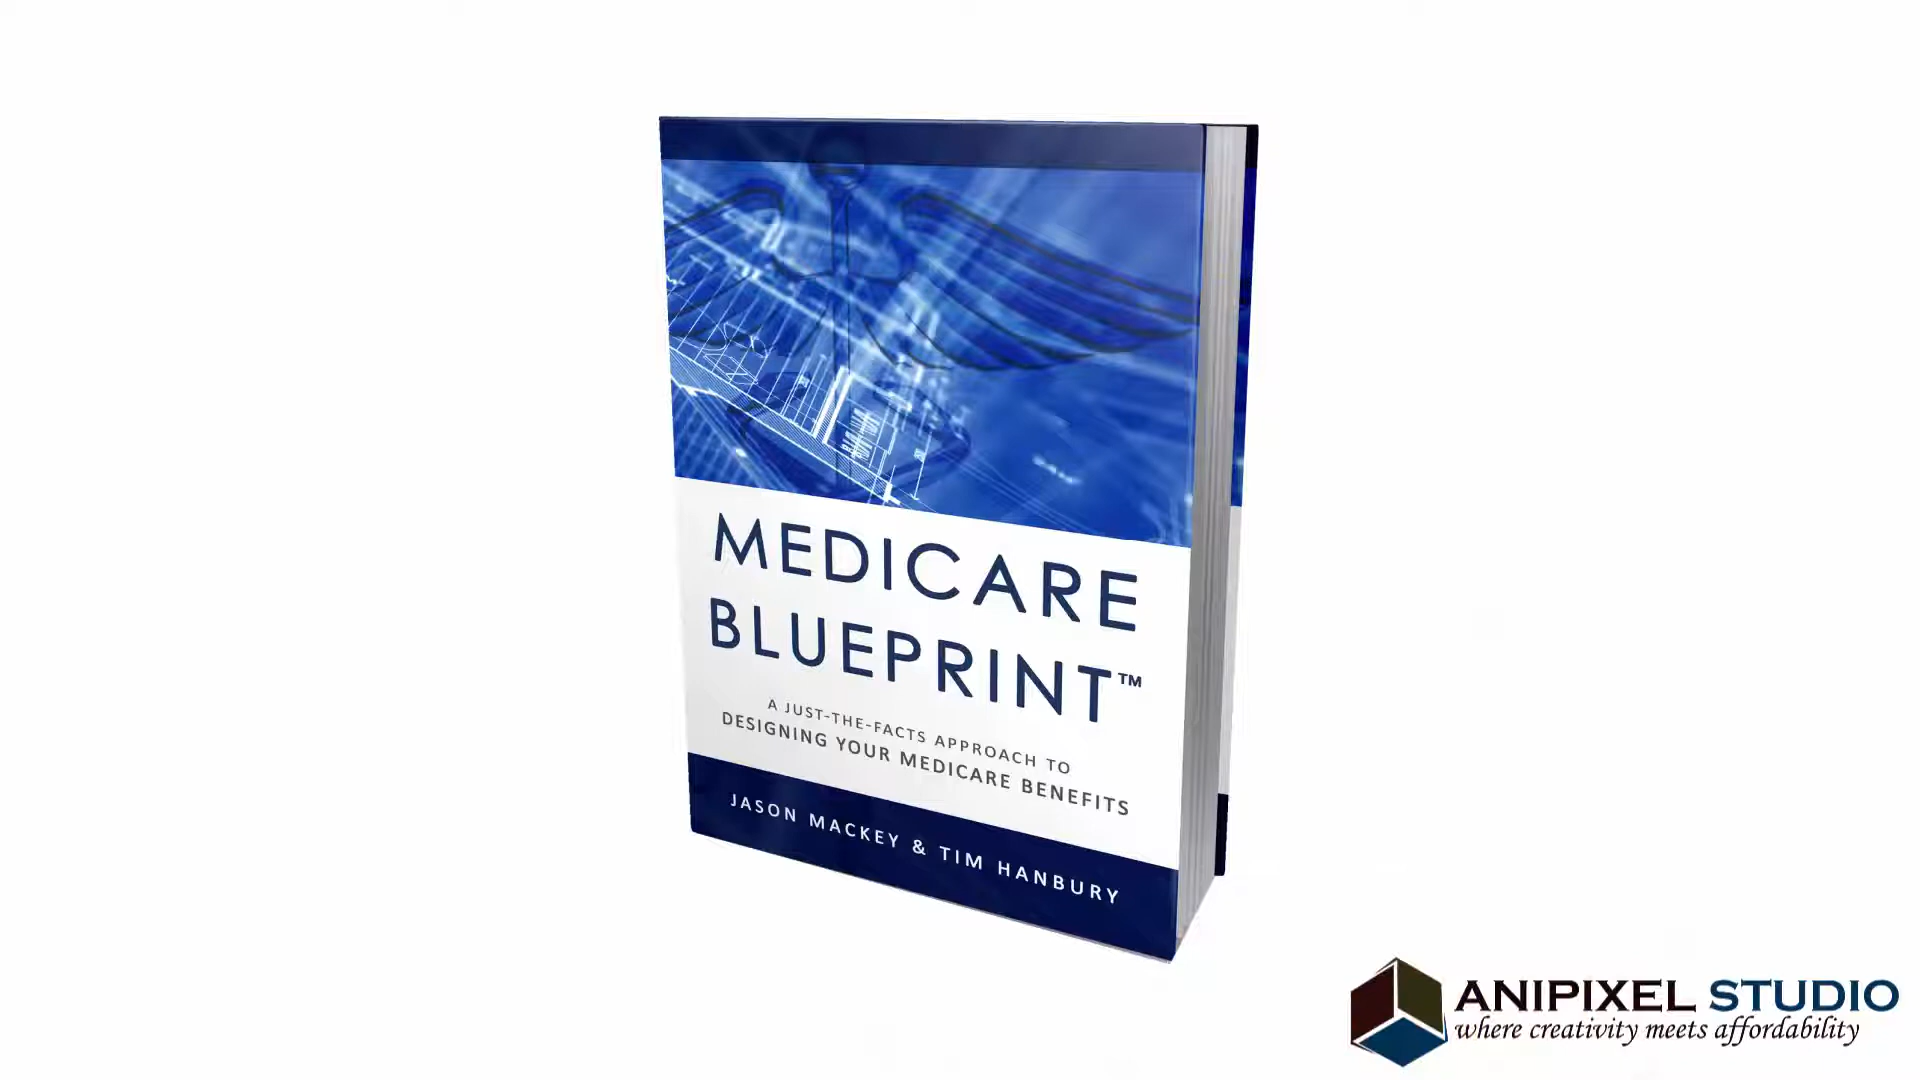 MEDICARE
BLUEPRINT™
A JUST-THE-FACTS APPROACH TO
DESIGNING YOUR MEDICARE BENEFITS
JASON MACKEY & TIM HANBURY
ANIPIXEL STUDIO
where creativity meets affordability